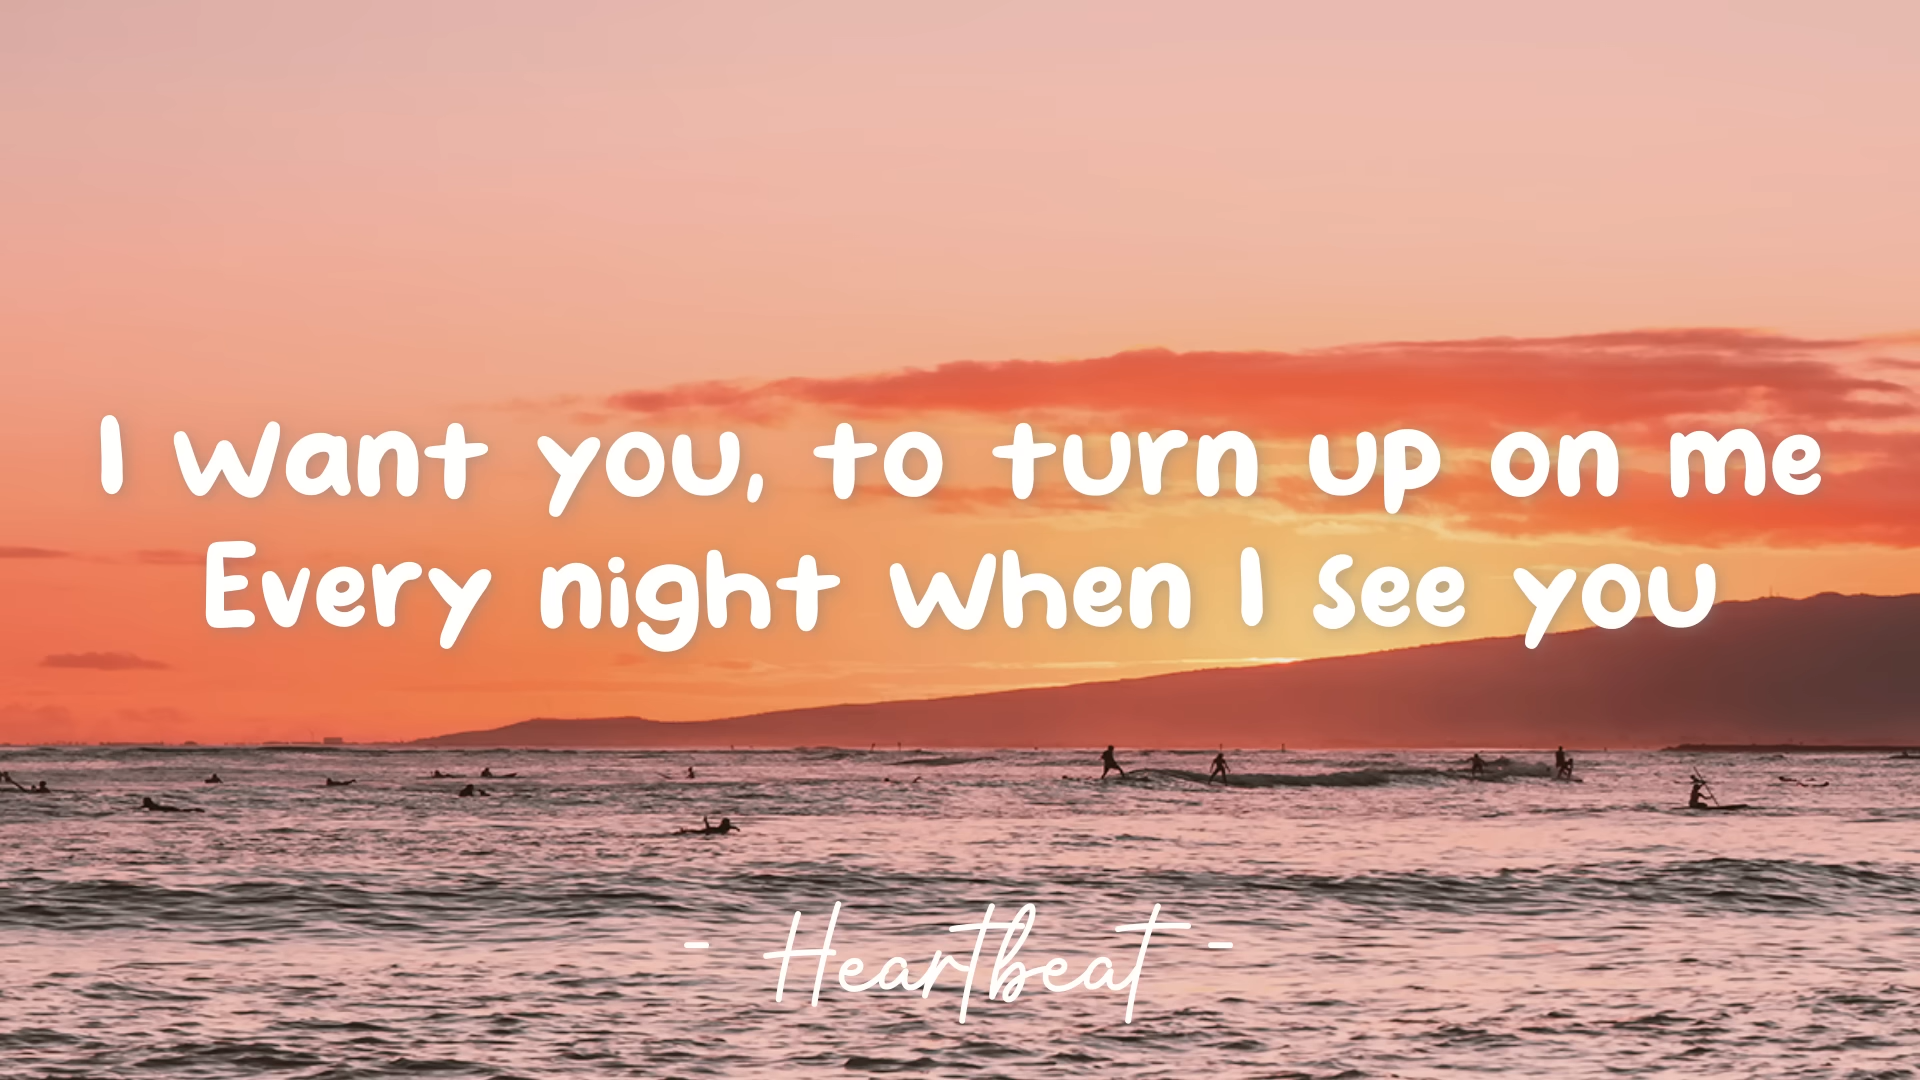 I want you, to turn up on me
Every night when I see you
- Heartbeat -